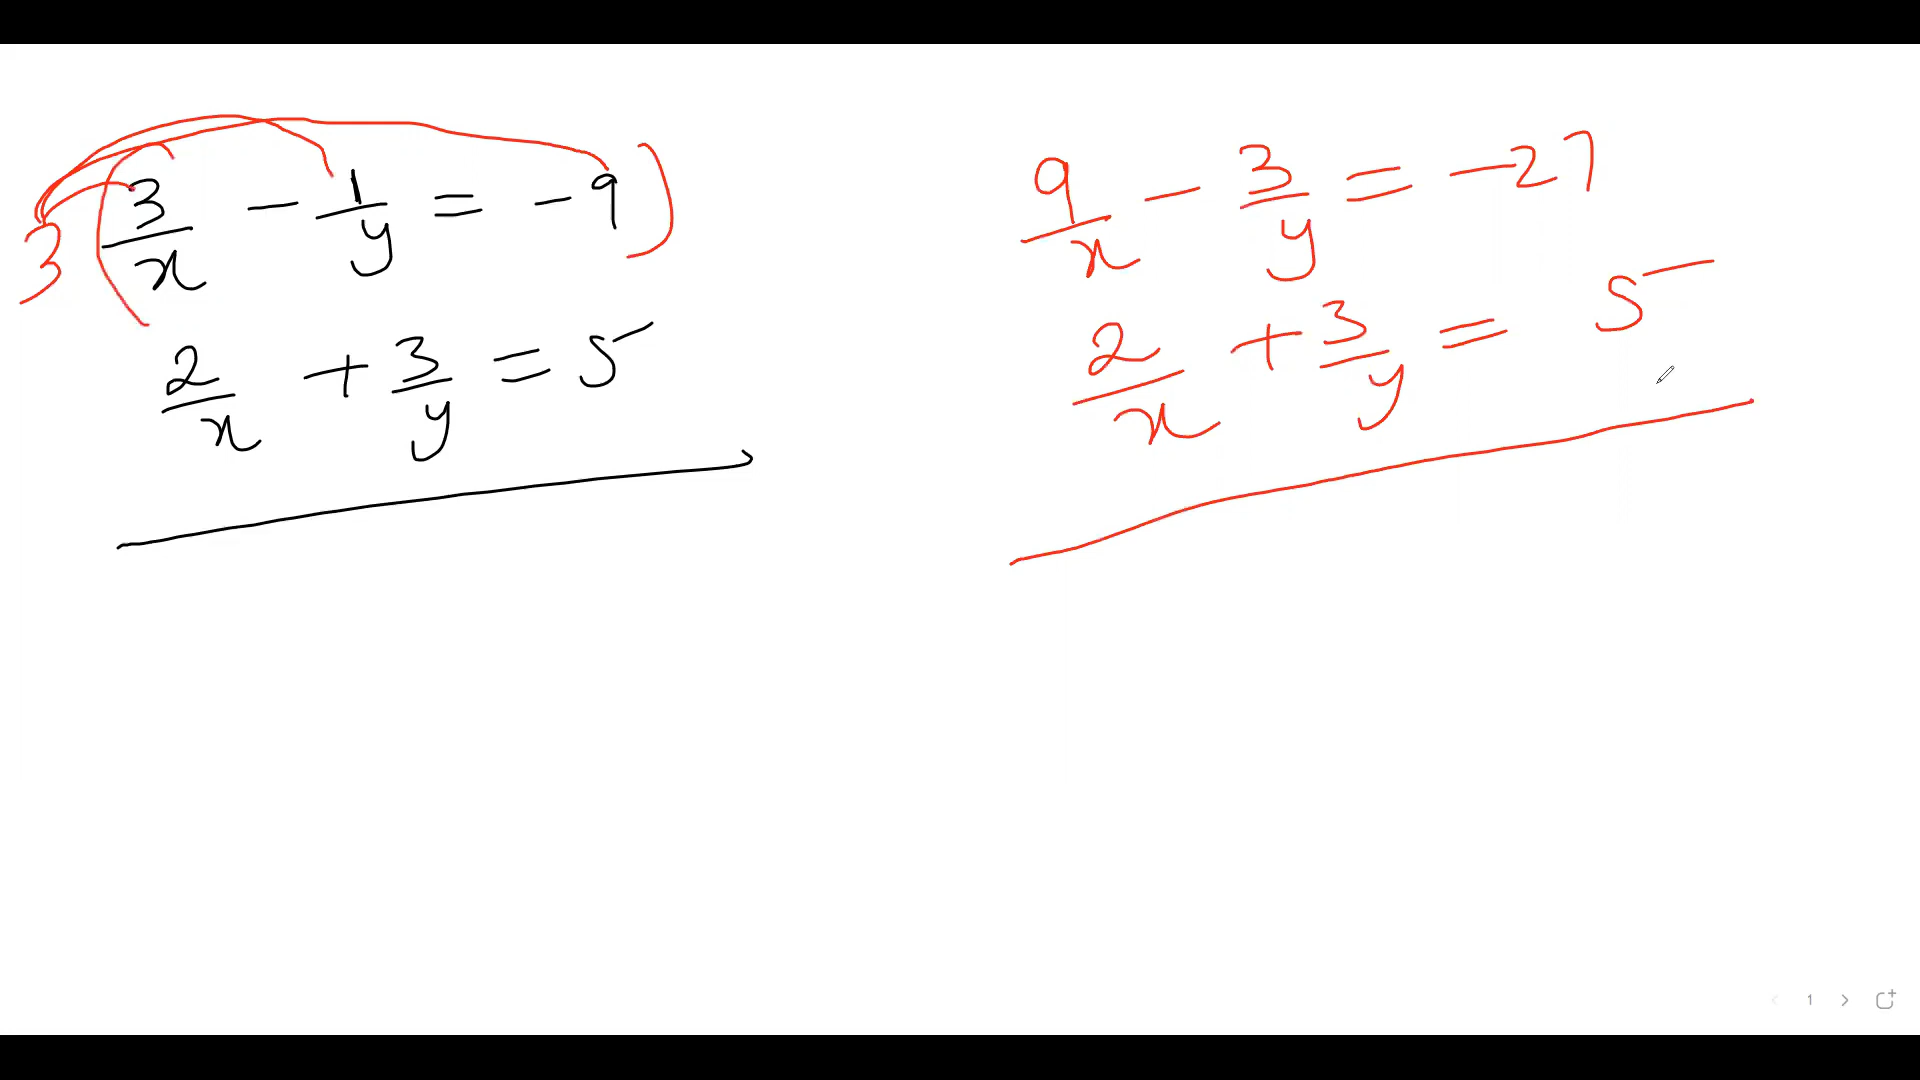 3(3/x - 1/y = -9)
2/x + 3/y = 5
9/x - 3/y = -27
2/x + 3/y = 5
1